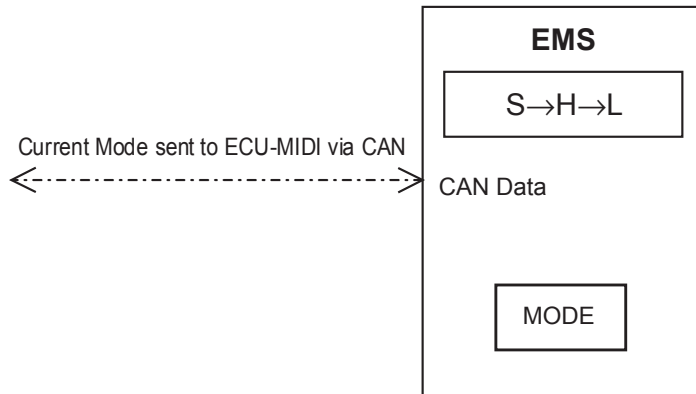 EMS
S→H→L
Current Mode sent to ECU-MIDI via CAN
CAN Data
MODE